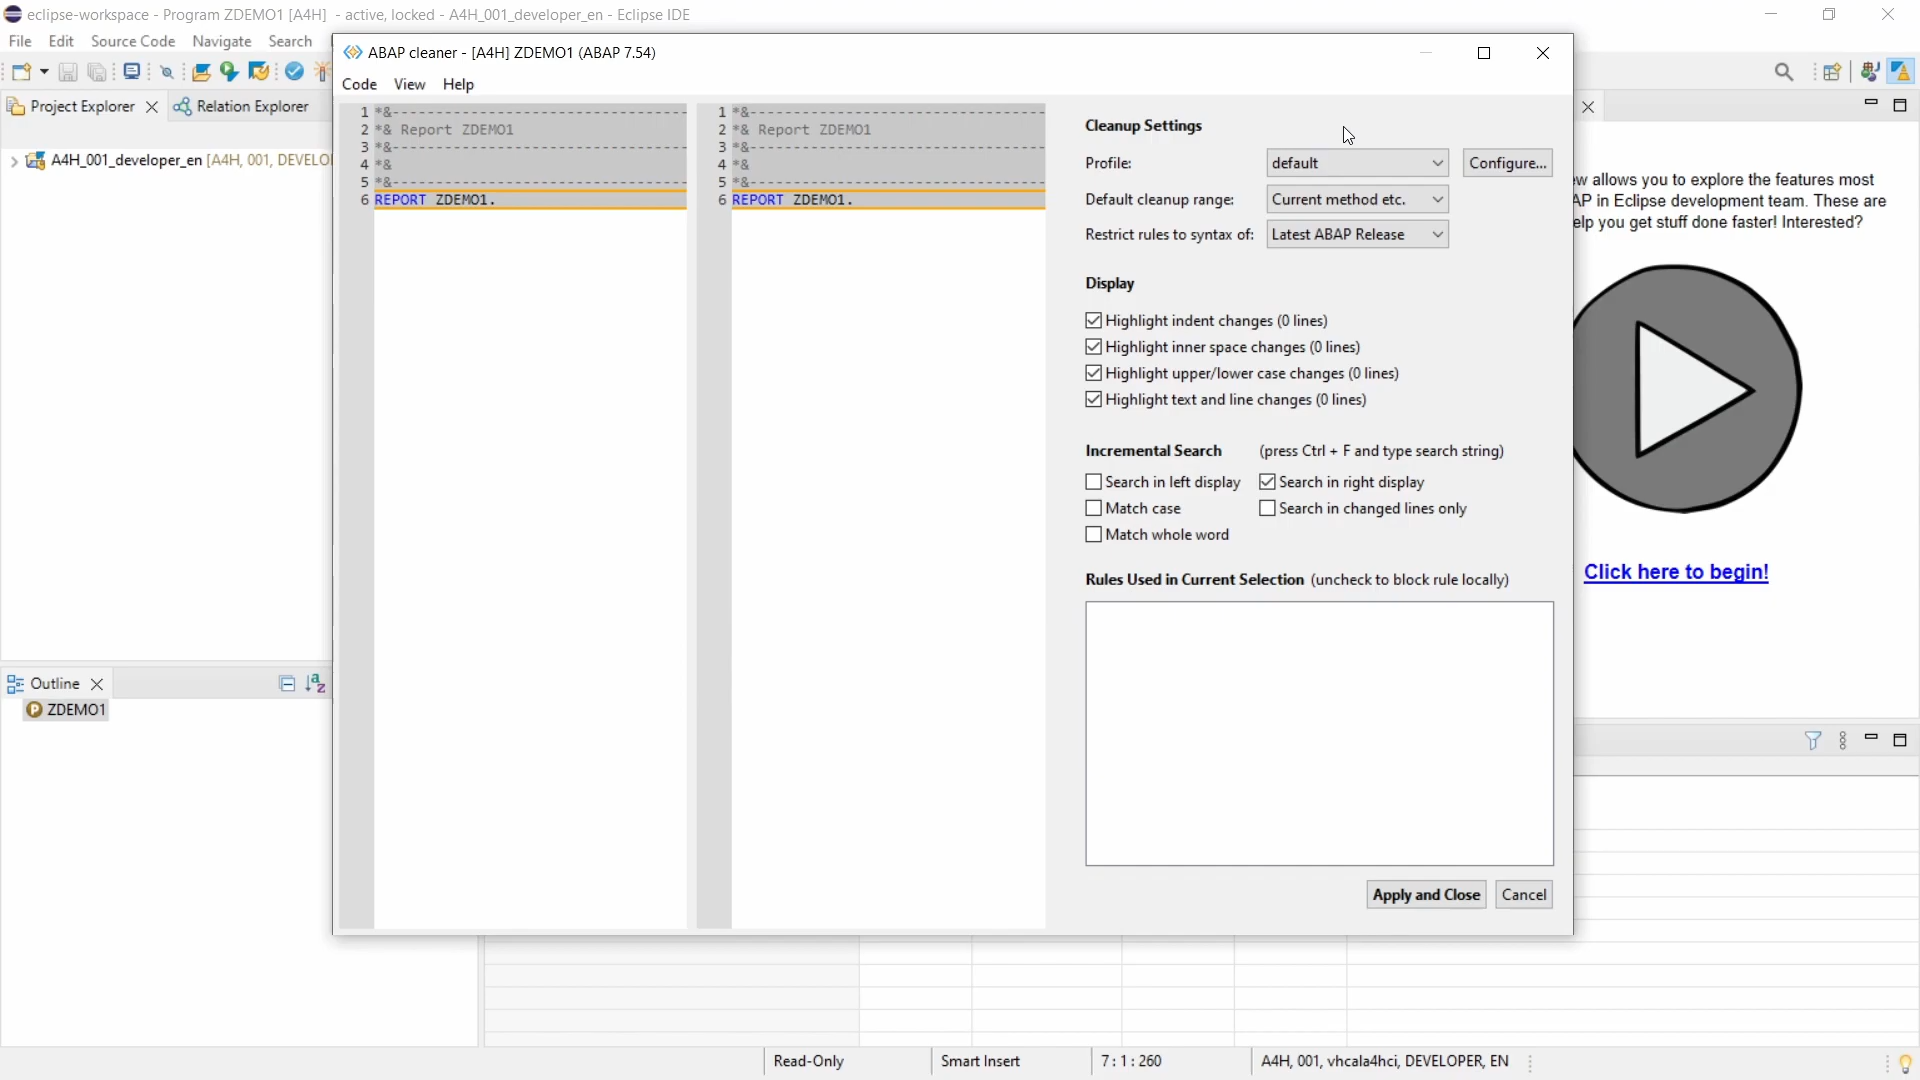 eclipse-workspace - Program ZDEMO1 [A4H]  - active, locked - A4H_001_developer_en - Eclipse IDE
File Edit Source Code Navigate Search
ABAP cleaner - [A4H] ZDEMO1 (ABAP 7.54)
Code View Help
Project Explorer
Relation Explorer
A4H_001_developer_en [A4H, 001, DEVELO
1 *&---------------------------------------
2 *& Report ZDEMO1
3 *&---------------------------------------
4 *&
5 *&---------------------------------------
6 REPORT ZDEMO1.
1 *&---------------------------------------
2 *& Report ZDEMO1
3 *&---------------------------------------
4 *&
5 *&---------------------------------------
6 REPORT ZDEMO1.
Cleanup Settings
Profile: default Configure...
Default cleanup range: Current method etc.
Restrict rules to syntax of: Latest ABAP Release
Display
Highlight indent changes (0 lines)
Highlight inner space changes (0 lines)
Highlight upper/lower case changes (0 lines)
Highlight text and line changes (0 lines)
Incremental Search (press Ctrl + F and type search string)
Search in left display Search in right display
Match case Search in changed lines only
Match whole word
Rules Used in Current Selection (uncheck to block rule locally)
Apply and Close Cancel
allows you to explore the features most
AP in Eclipse development team. These are
elp you get stuff done faster! Interested?
Click here to begin!
Outline
ZDEMO1
Read-Only Smart Insert 7 : 1 : 260 A4H, 001, vhcala4hci, DEVELOPER, EN